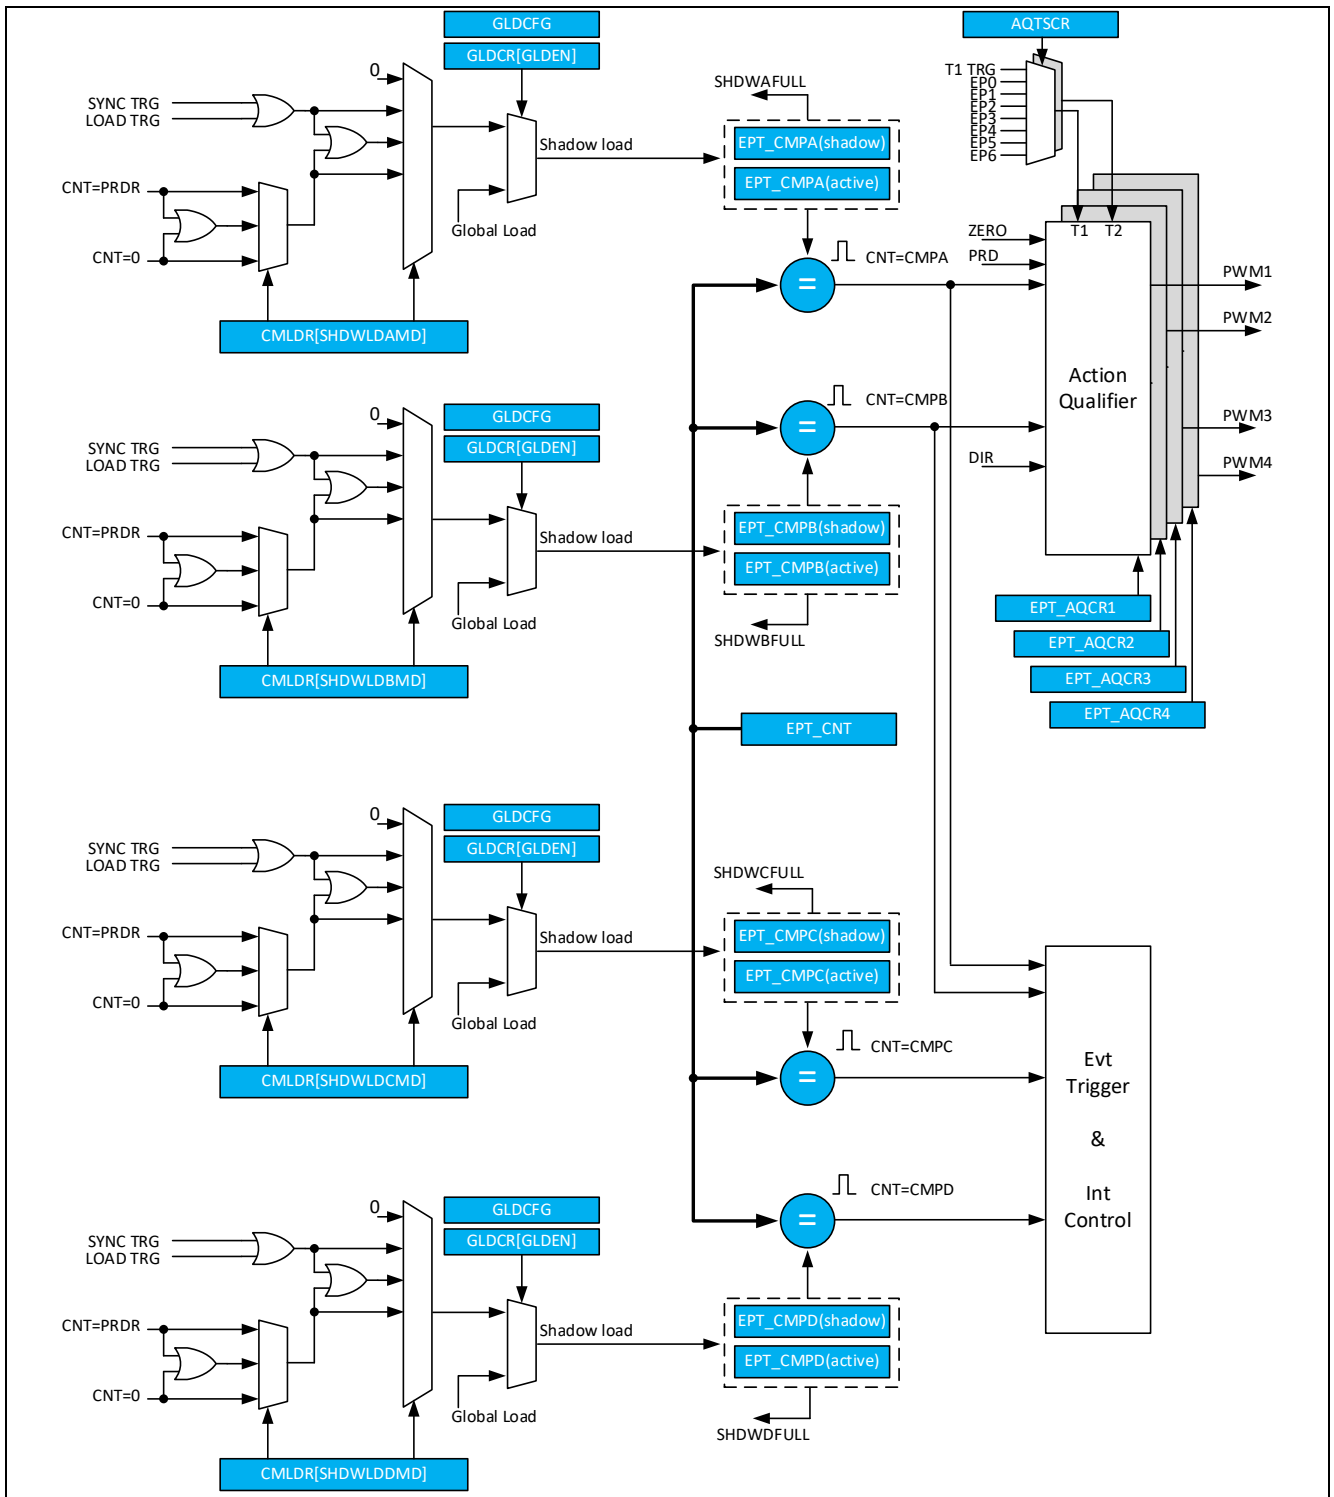 GLDCFG
AQTSCR
GLDCR[GLDEN]
0
SYNC TRG
LOAD TRG
SHDWAFULL
T1 TRG
EP0
EP1
EP2
EP3
EP4
EP5
EP6
EPT_CMPA(shadow)
Shadow load
EPT_CMPA(active)
CNT=PRDR
Global Load
CNT=0
T1
T2
ZERO
PRD
CNT=CMPA
=
PWM1
CMLDR[SHDWLDAMD]
PWM2
Action
Qualifier
GLDCFG
0
CNT=CMPB
=
PWM3
SYNC TRG
LOAD TRG
GLDCR[GLDEN]
DIR
PWM4
EPT_CMPB(shadow)
CNT=PRDR
Shadow load
EPT_CMPB(active)
CNT=0
Global Load
SHDWBFULL
EPT_AQCR1
EPT_AQCR2
EPT_AQCR3
EPT_AQCR4
CMLDR[SHDWLDBMD]
EPT_CNT
GLDCFG
0
SYNC TRG
LOAD TRG
GLDCR[GLDEN]
SHDWCFULL
CNT=PRDR
Shadow load
EPT_CMPC(shadow)
EPT_CMPC(active)
CNT=0
Global Load
CNT=CMPC
=
CMLDR[SHDWLDCMD]
Evt
Trigger
&
Int
Control
CNT=CMPD
=
GLDCFG
0
SYNC TRG
LOAD TRG
GLDCR[GLDEN]
EPT_CMPD(shadow)
CNT=PRDR
Shadow load
EPT_CMPD(active)
CNT=0
Global Load
SHDWDFULL
CMLDR[SHDWLDDMD]